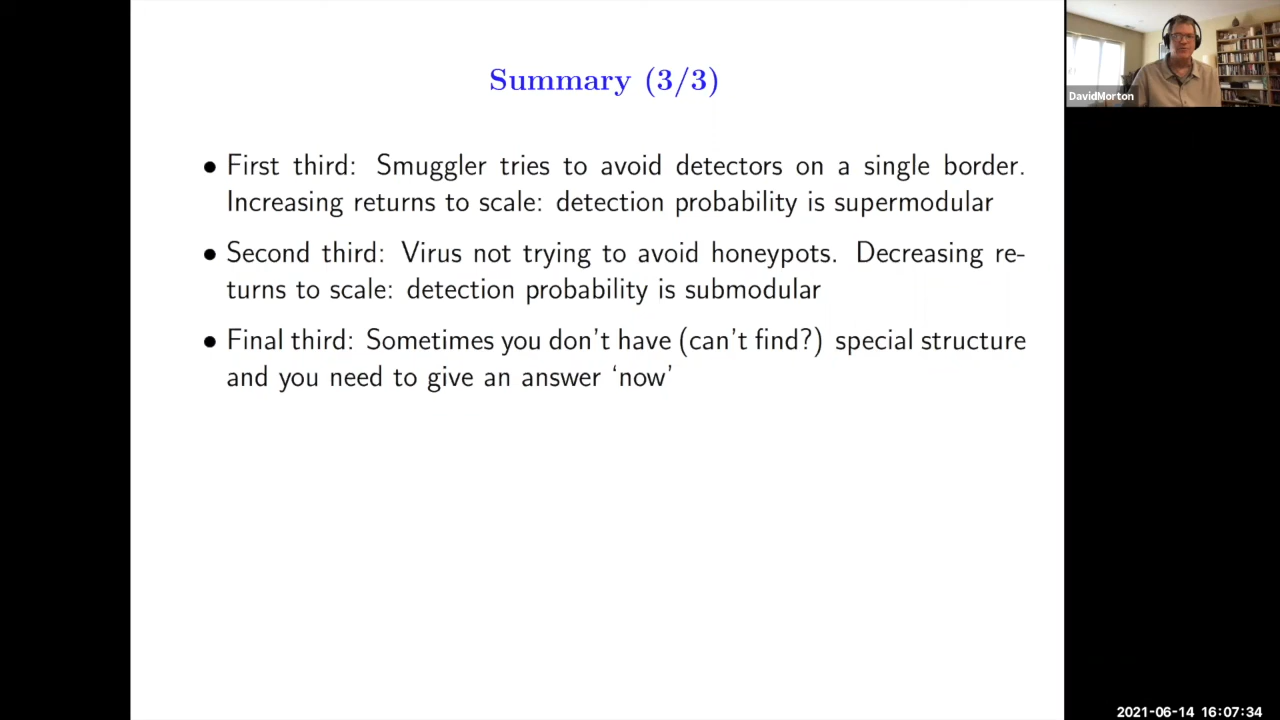 Summary (3/3)
DavidMorton
• First third: Smuggler tries to avoid detectors on a single border.
Increasing returns to scale: detection probability is supermodular
• Second third: Virus not trying to avoid honeypots. Decreasing re-
turns to scale: detection probability is submodular
• Final third: Sometimes you don't have (can't find?) special structure
and you need to give an answer ‘now’
2021-06-14 16:07:34